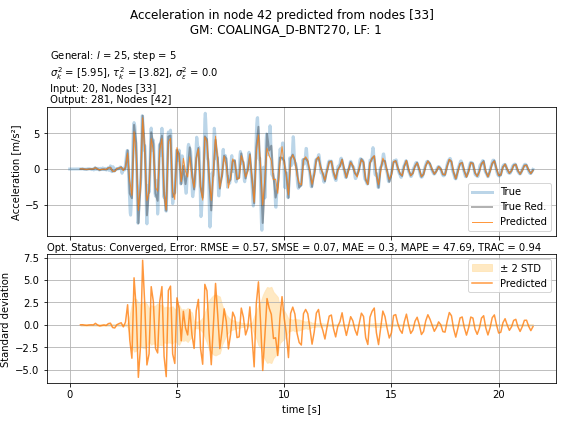 Acceleration in node 42 predicted from nodes [33]
GM: COALINGA_D-BNT270, LF: 1
General: l = 25, step = 5
σ²ₖ = [5.95], τ²ₖ = [3.82], σ²ε = 0.0
Input: 20, Nodes [33]
Output: 281, Nodes [42]
Acceleration [m/s²]
5
0
−5
True
True Red.
Predicted
Opt. Status: Converged, Error: RMSE = 0.57, SMSE = 0.07, MAE = 0.3, MAPE = 47.69, TRAC = 0.94
Standard deviation
7.5
5.0
2.5
0.0
−2.5
−5.0
± 2 STD
Predicted
0
5
10
15
20
time [s]